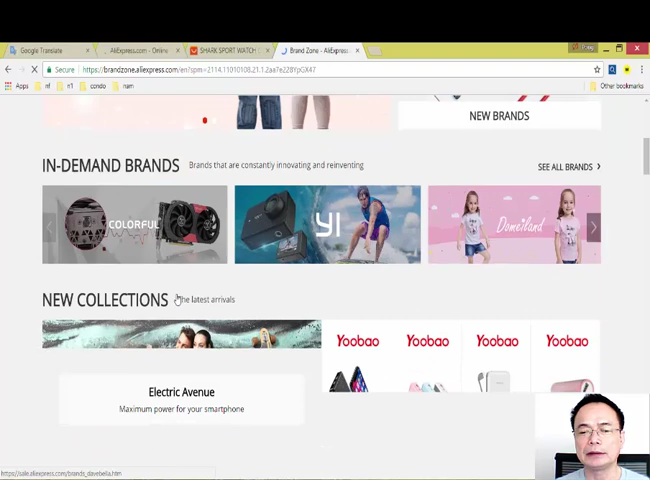 Google Translate
AliExpress.com - Online
SHARK SPORT WATCH
Brand Zone - AliExpress
Secure
https://brandzone.aliexpress.com/en?spm=2114.11010108.21.1.2aa7e228YpGX47
Apps
nf
n1
condo
nam
Other bookmarks
NEW BRANDS
IN-DEMAND BRANDS
Brands that are constantly innovating and reinventing
SEE ALL BRANDS
COLORFUL
YI
Domeiland
NEW COLLECTIONS
The latest arrivals
Yoobao
Yoobao
Yoobao
Yoobao
Electric Avenue
Maximum power for your smartphone
https://sale.aliexpress.com/brands_davebella.htm